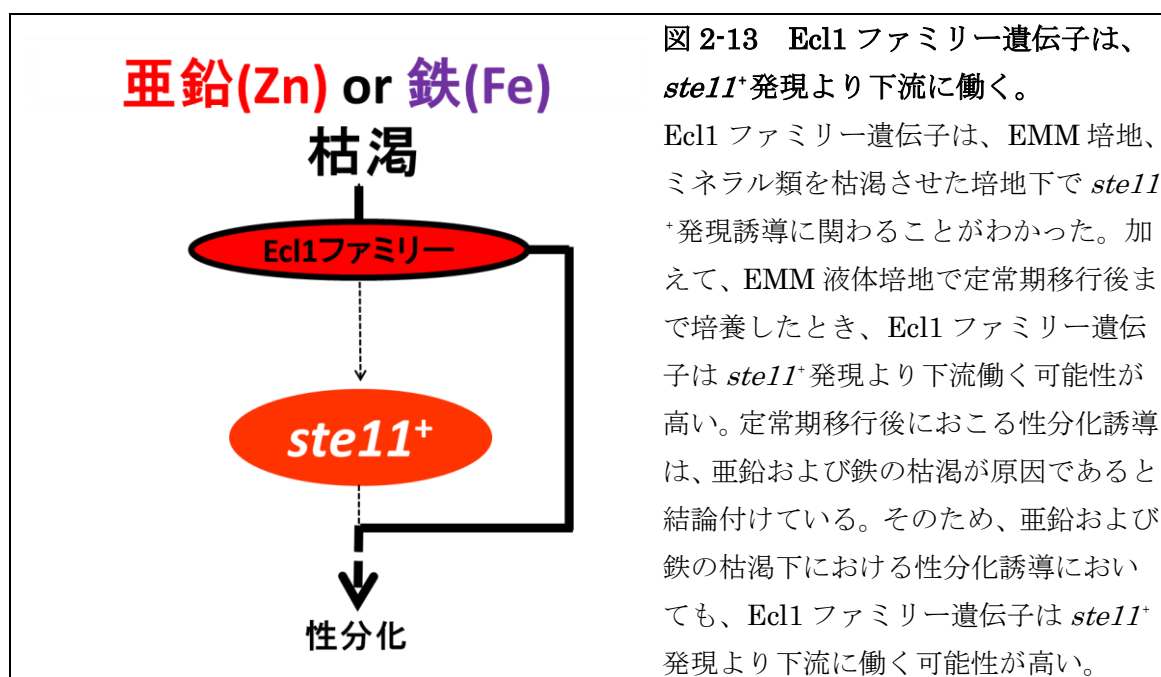 亜鉛(Zn) or 鉄(Fe)
枯渇
Ecl1ファミリー
ste11⁺
性分化
図 2-13 Ecl1 ファミリー遺伝子は、
ste11⁺発現より下流に働く。
Ecl1 ファミリー遺伝子は、EMM 培地、
ミネラル類を枯渇させた培地下で ste11
⁺発現誘導に関わることがわかった。加
えて、EMM 液体培地で定常期移行後ま
で培養したとき、Ecl1 ファミリー遺伝
子は ste11⁺発現より下流働く可能性が
高い。定常期移行後におこる性分化誘導
は、亜鉛および鉄の枯渇が原因であると
結論付けている。そのため、亜鉛および
鉄の枯渇下における性分化誘導におい
ても、Ecl1 ファミリー遺伝子は ste11⁺
発現より下流に働く可能性が高い。